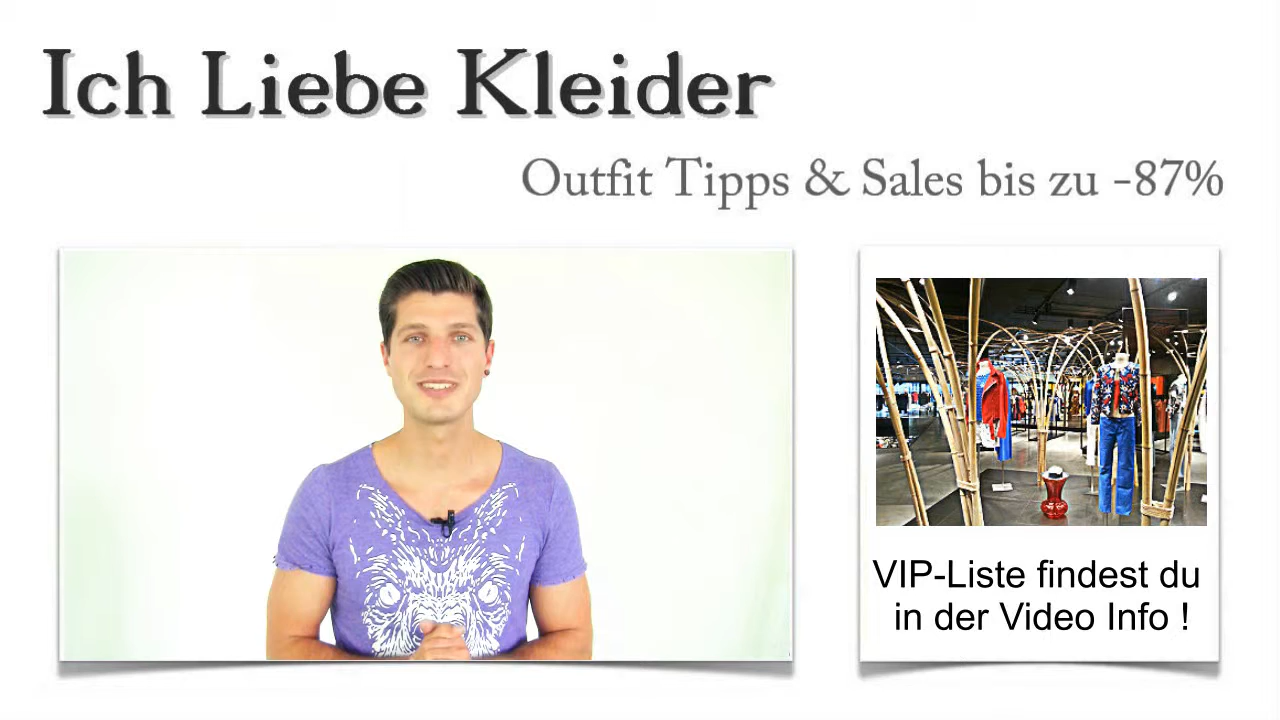 Ich Liebe Kleider
Outfit Tipps & Sales bis zu -87%
VIP-Liste findest du
in der Video Info !